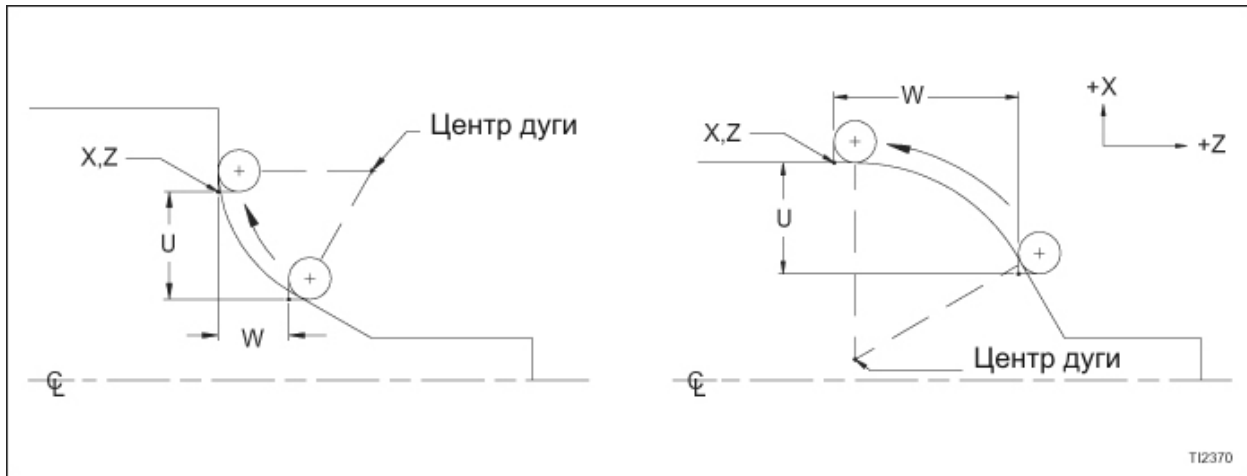 Центр дуги
X,Z
U
W
℄
W
+X
+Z
X,Z
U
Центр дуги
℄
TI2370